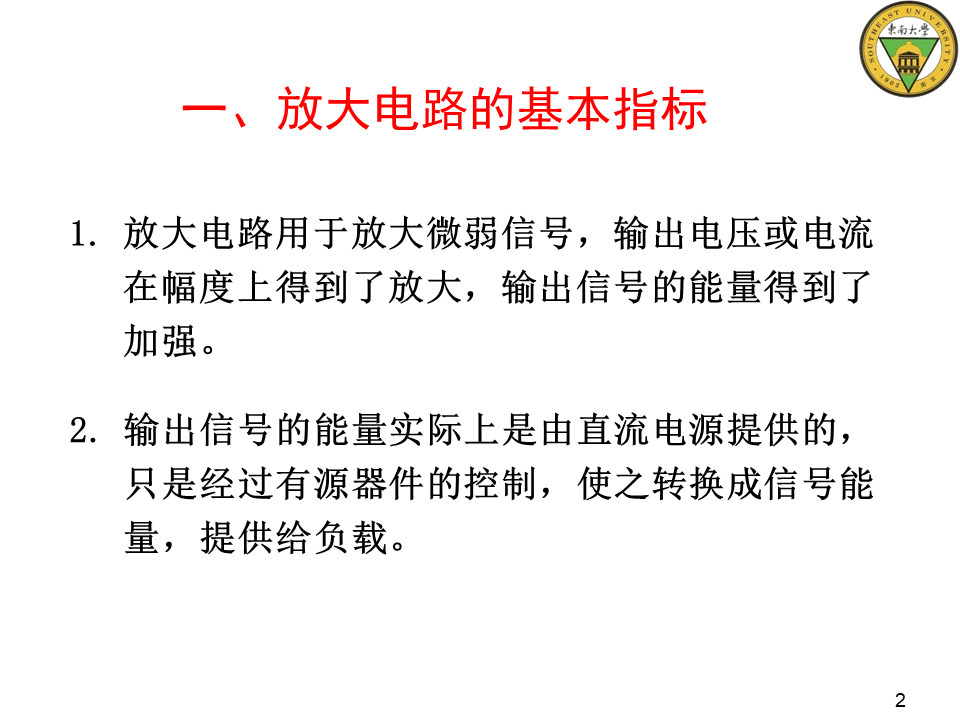 SOUTHEAST UNIVERSITY
東南大學
1902
一、放大电路的基本指标
1. 放大电路用于放大微弱信号，输出电压或电流
在幅度上得到了放大，输出信号的能量得到了
加强。
2. 输出信号的能量实际上是由直流电源提供的，
只是经过有源器件的控制，使之转换成信号能
量，提供给负载。
2